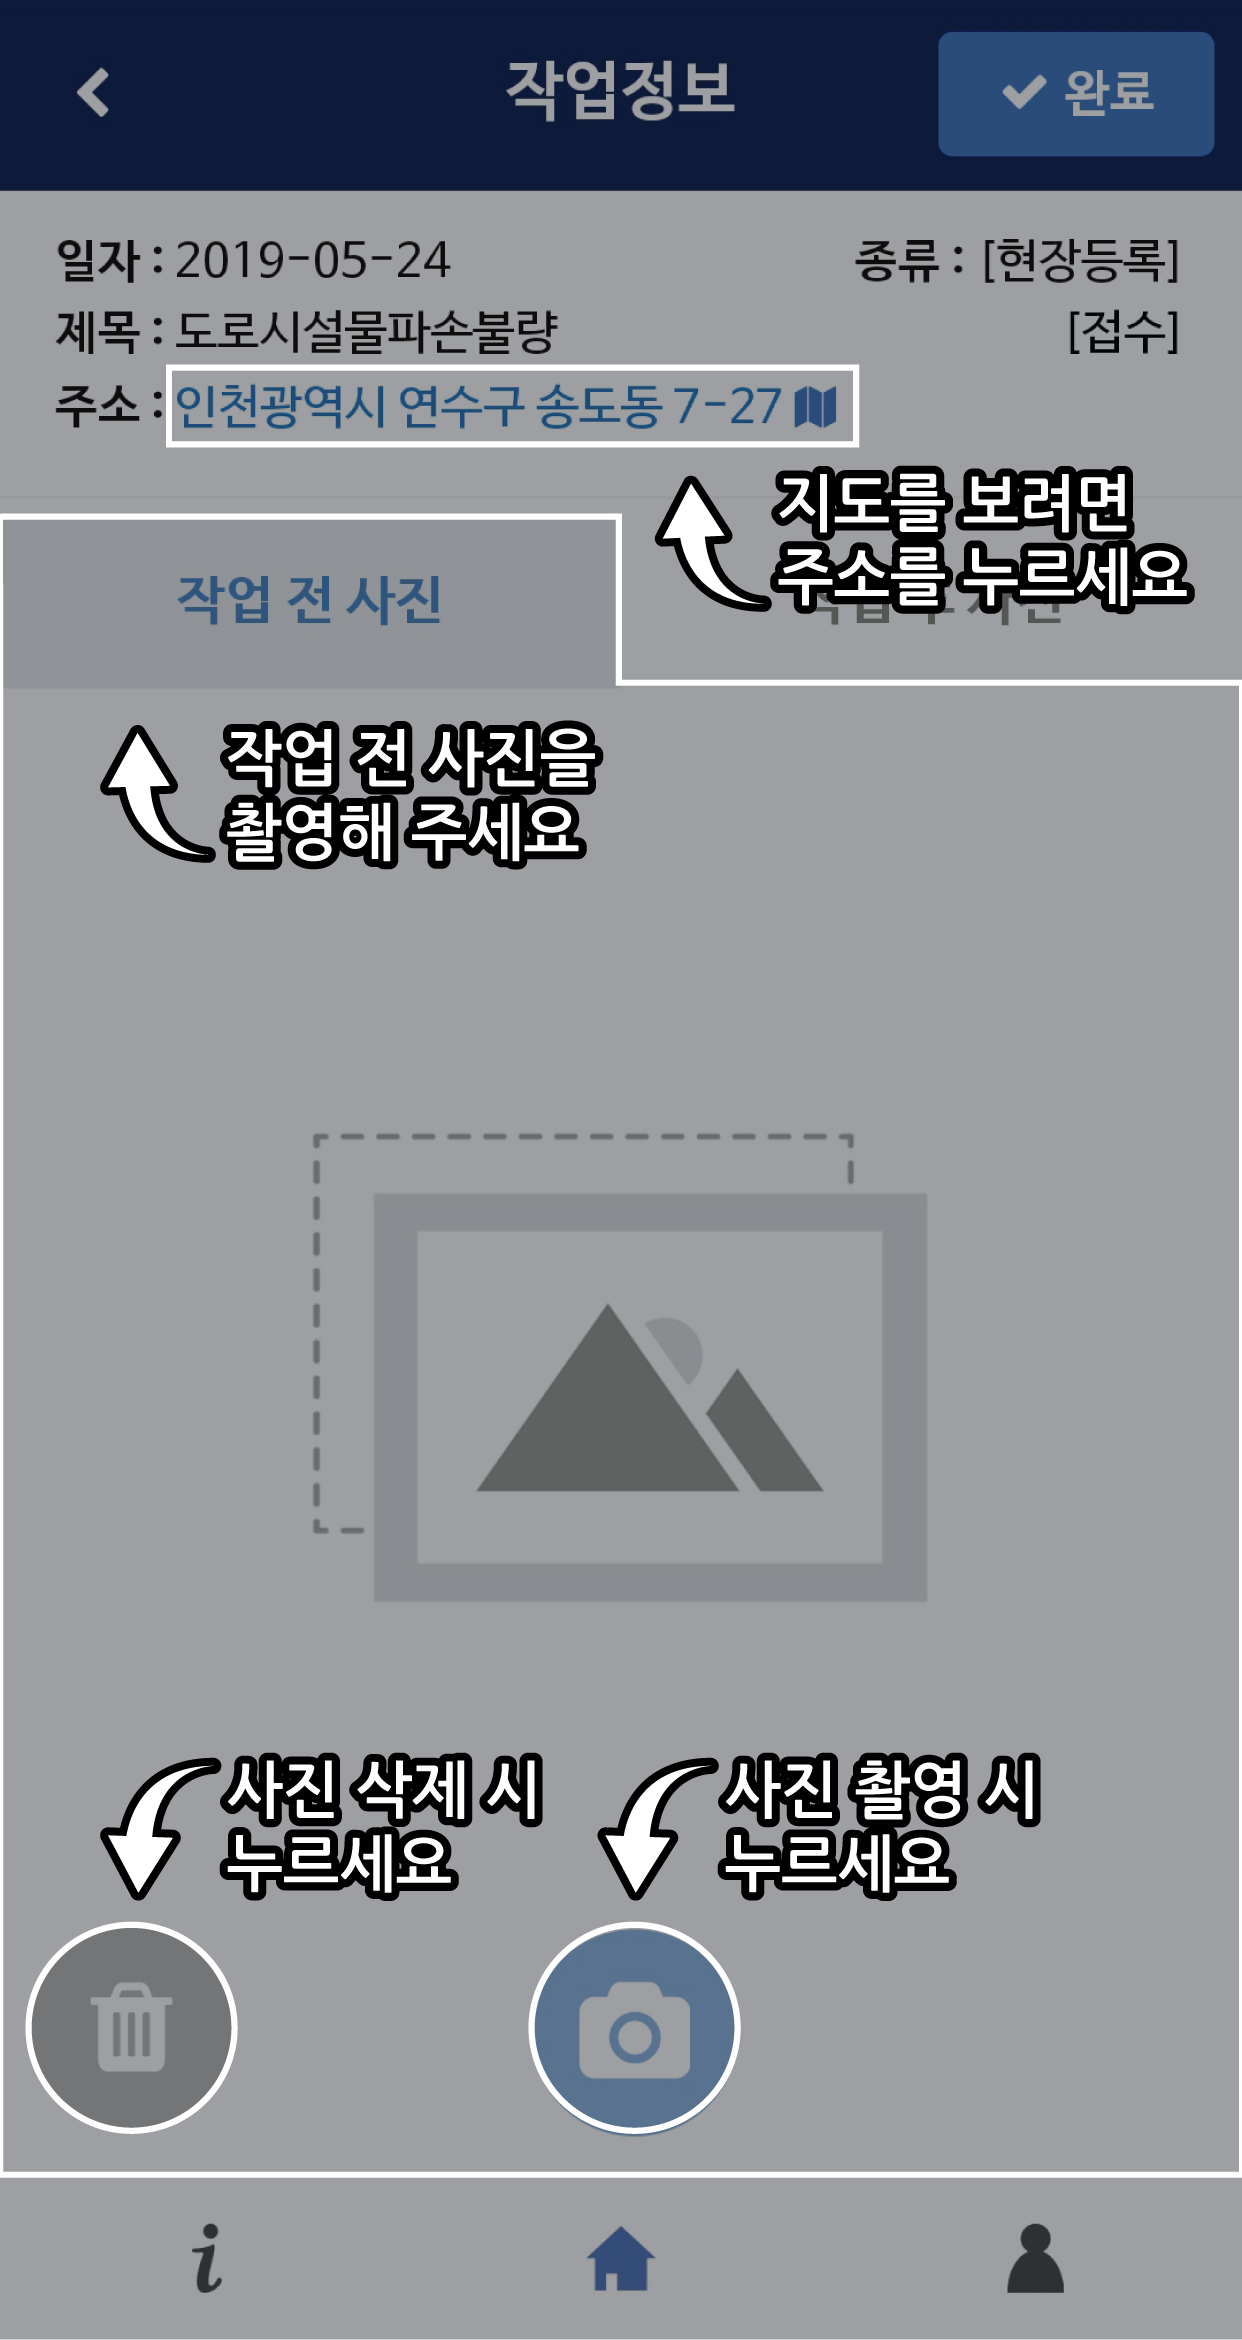 작업정보
완료
일자 : 2019-05-24
종류 : [현장등록]
제목 : 도로시설물파손불량
[접수]
주소 : 인천광역시 연수구 송도동 7-27
지도를 보려면
주소를 누르세요
작업 전 사진
작업 전 사진을
촬영해 주세요
사진 삭제 시
누르세요
사진 촬영 시
누르세요